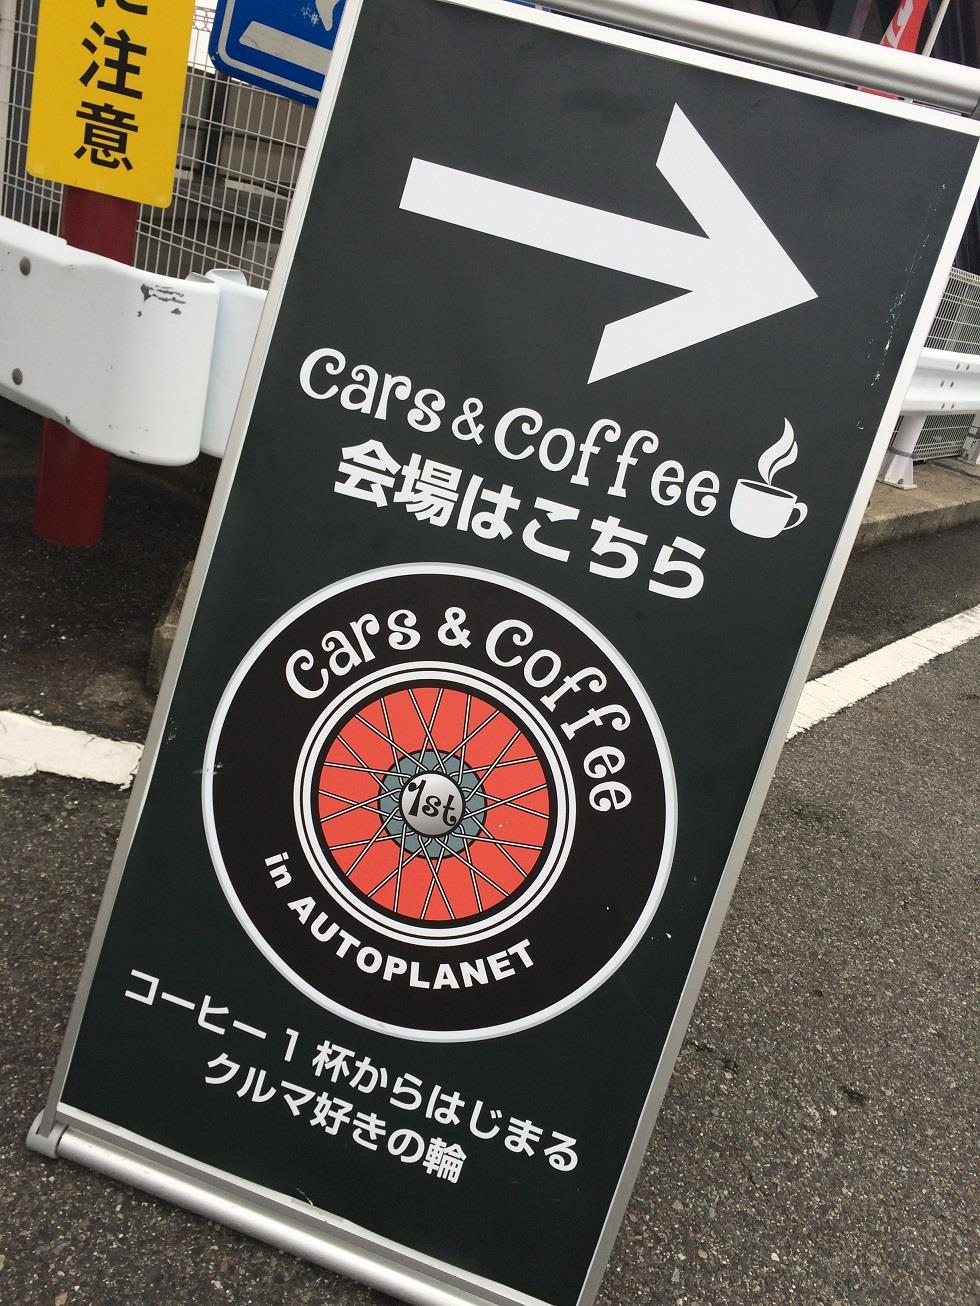 に注意
Cars & Coffee
会場はこちら
Cars & Coffee
1st
in AUTOPLANET
コーヒー1杯からはじまる
クルマ好きの輪